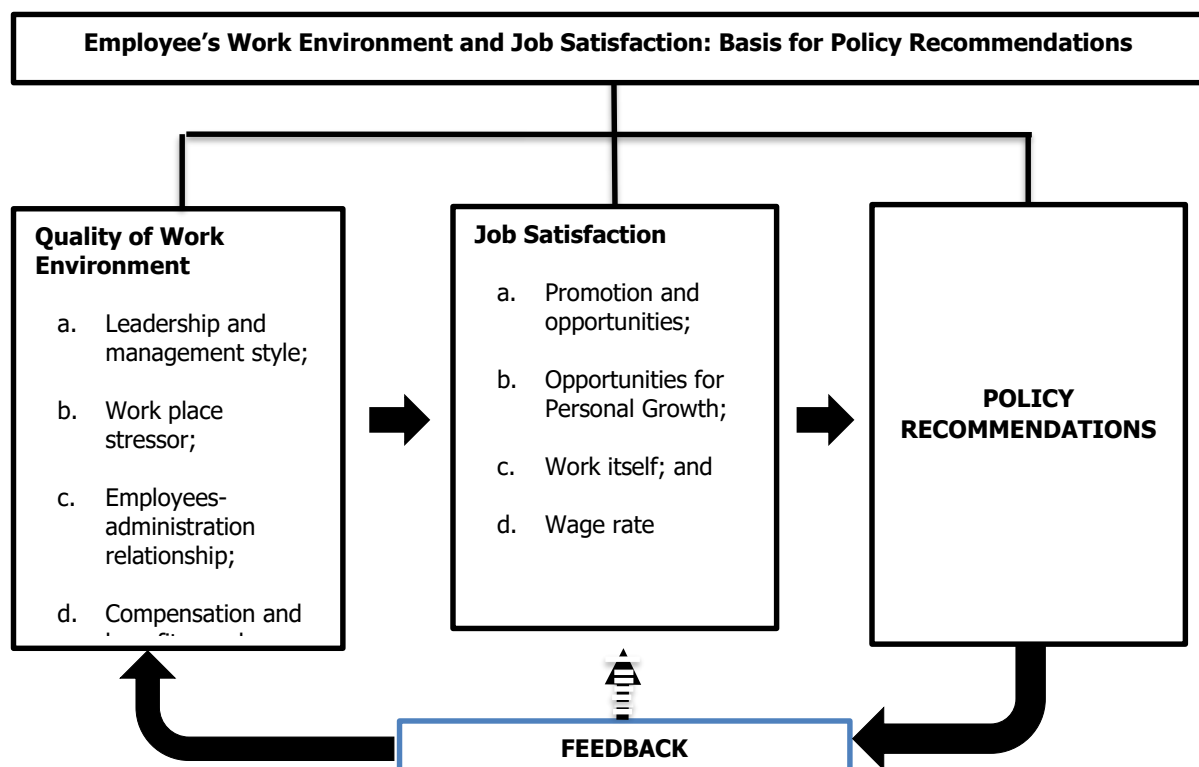 Employee’s Work Environment and Job Satisfaction: Basis for Policy Recommendations
Quality of Work
Environment
a. Leadership and
management style;
b. Work place
stressor;
c. Employees-
administration
relationship;
d. Compensation and
Job Satisfaction
a. Promotion and
opportunities;
b. Opportunities for
Personal Growth;
c. Work itself; and
d. Wage rate
POLICY
RECOMMENDATIONS
FEEDBACK